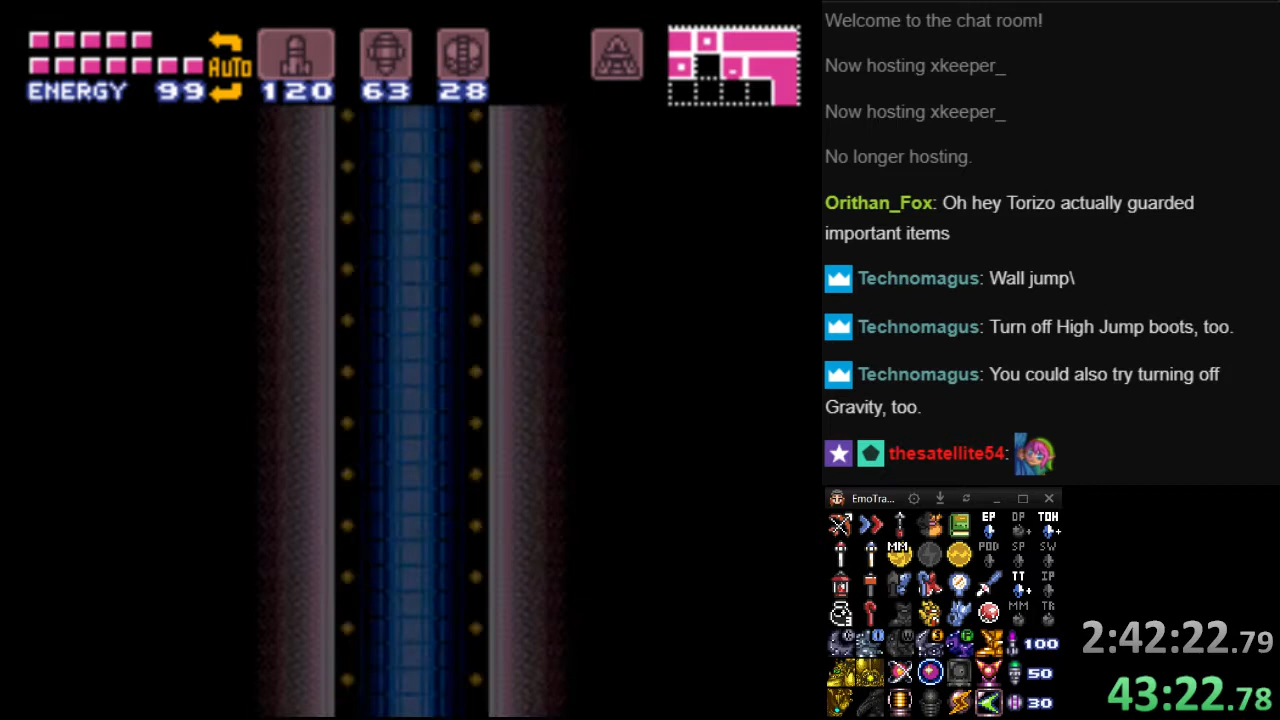 AUTO
ENERGY 99 120 63 28
Welcome to the chat room!
Now hosting xkeeper_
Now hosting xkeeper_
No longer hosting.
Orithan_Fox: Oh hey Torizo actually guarded
important items
Technomagus: Wall jump\
Technomagus: Turn off High Jump boots, too.
Technomagus: You could also try turning off
Gravity, too.
thesatellite54:
EmoTra...
EP DP TOH
MM POD SP SW
TT IP
MM TR
100
50
30
2:42:22.79
43:22.78